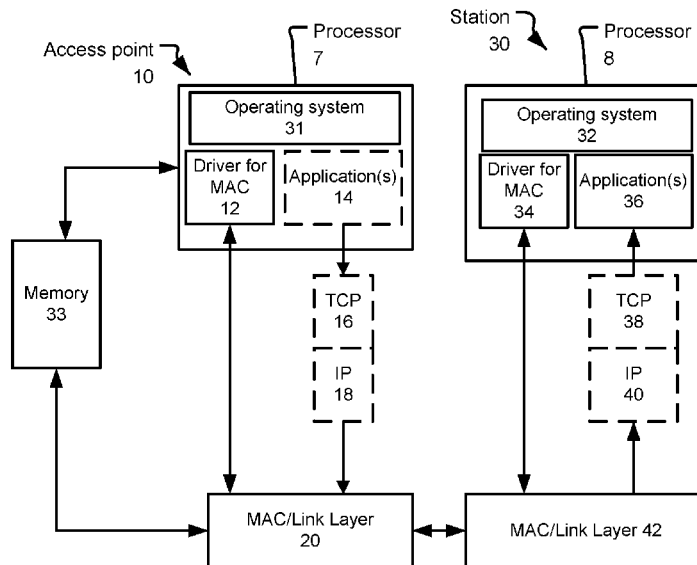 Access point
10
Processor
7
Operating system
31
Driver for
MAC
12
Application(s)
14
Memory
33
TCP
16
IP
18
MAC/Link Layer
20
Station
30
Processor
8
Operating system
32
Driver for
MAC
34
Application(s)
36
TCP
38
IP
40
MAC/Link Layer 42